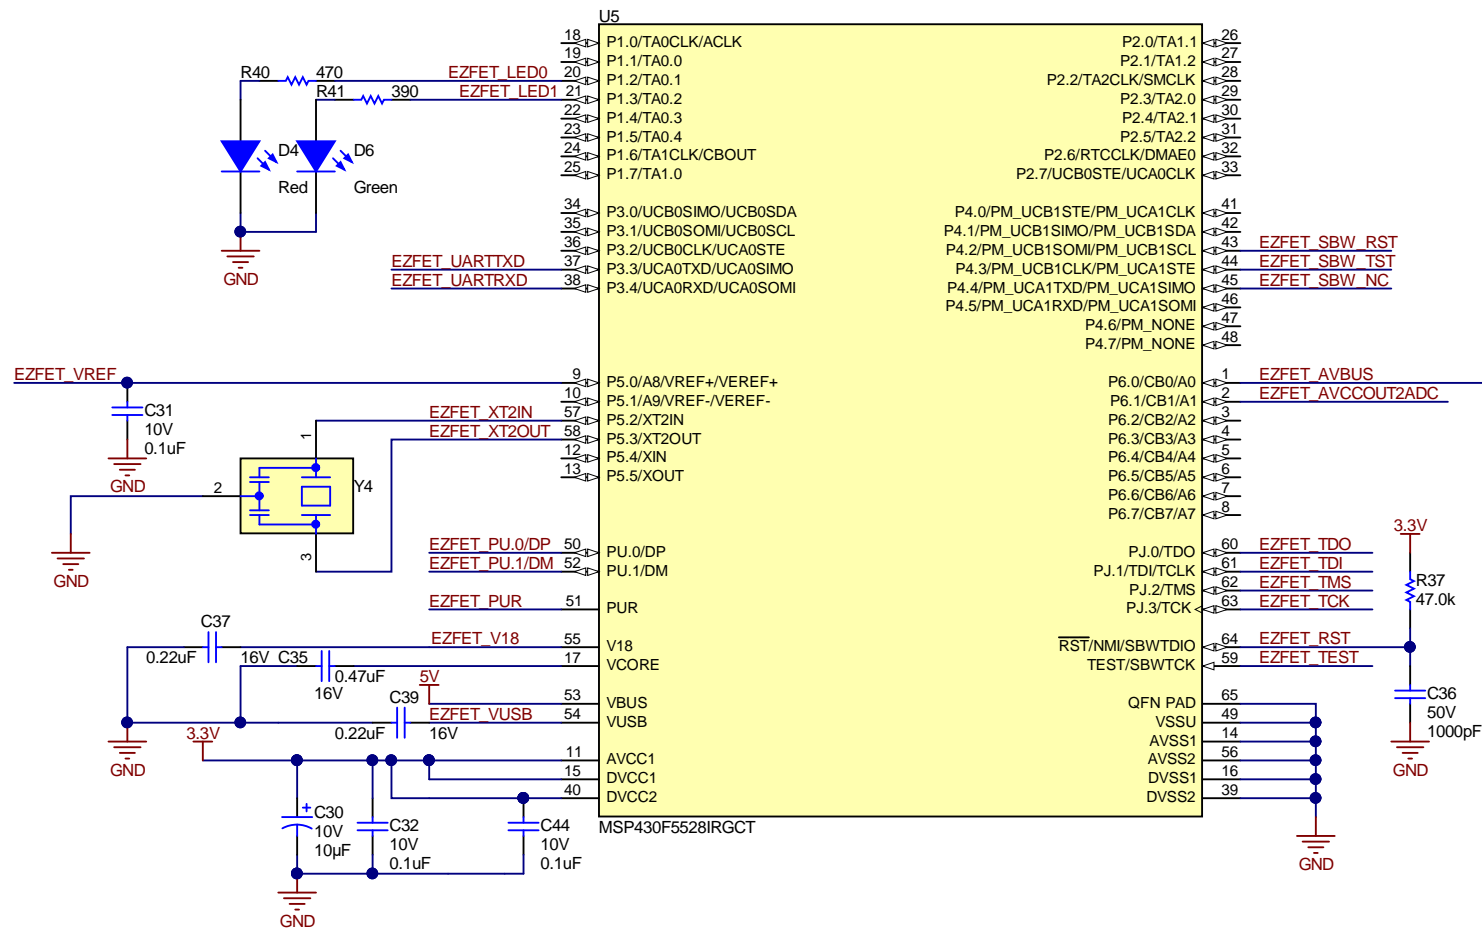 U5
18 P1.0/TA0CLK/ACLK P2.0/TA1.1 26
19 P1.1/TA0.0 P2.1/TA1.2 27
R40 470 EZFET_LED0 20 P1.2/TA0.1 P2.2/TA2CLK/SMCLK 28
R41 390 EZFET_LED1 21 P1.3/TA0.2 P2.3/TA2.0 29
22 P1.4/TA0.3 P2.4/TA2.1 30
23 P1.5/TA0.4 P2.5/TA2.2 31
D4 D6 24 P1.6/TA1CLK/CBOUT P2.6/RTCCLK/DMAE0 32
25 P1.7/TA1.0 P2.7/UCB0STE/UCA0CLK 33
Red Green
34 P3.0/UCB0SIMO/UCB0SDA P4.0/PM_UCB1STE/PM_UCA1CLK 41
35 P3.1/UCB0SOMI/UCB0SCL P4.1/PM_UCB1SIMO/PM_UCB1SDA 42
36 P3.2/UCB0CLK/UCA0STE P4.2/PM_UCB1SOMI/PM_UCB1SCL 43 EZFET_SBW_RST
EZFET_UARTTXD 37 P3.3/UCA0TXD/UCA0SIMO P4.3/PM_UCB1CLK/PM_UCA1STE 44 EZFET_SBW_TST
GND
EZFET_UARTRXD 38 P3.4/UCA0RXD/UCA0SOMI P4.4/PM_UCA1TXD/PM_UCA1SIMO 45 EZFET_SBW_NC
P4.5/PM_UCA1RXD/PM_UCA1SOMI 46
P4.6/PM_NONE 47
P4.7/PM_NONE 48
EZFET_VREF 9 P5.0/A8/VREF+/VEREF+ P6.0/CB0/A0 1 EZFET_AVBUS
10 P5.1/A9/VREF-/VEREF- P6.1/CB1/A1 2 EZFET_AVCCOUT2ADC
C31 EZFET_XT2IN 57 P5.2/XT2IN P6.2/CB2/A2 3
10V 1 EZFET_XT2OUT 58 P5.3/XT2OUT P6.3/CB3/A3 4
0.1uF 12 P5.4/XIN P6.4/CB4/A4 5
13 P5.5/XOUT P6.5/CB5/A5 6
GND 2 Y4 P6.6/CB6/A6 7
P6.7/CB7/A7 8
3.3V
3 EZFET_PU.0/DP 50 PU.0/DP PJ.0/TDO 60 EZFET_TDO
EZFET_PU.1/DM 52 PU.1/DM PJ.1/TDI/TCLK 61 EZFET_TDI
GND PJ.2/TMS 62 EZFET_TMS R37
EZFET_PUR 51 PUR PJ.3/TCK 63 EZFET_TCK 47.0k
C37 EZFET_V18 55 V18 RST/NMI/SBWTDIO 64 EZFET_RST
0.22uF 16V C35 17 VCORE TEST/SBWTCK 59 EZFET_TEST
0.47uF
16V
5V C39 53 VBUS QFN PAD 65 C36
EZFET_VUSB 54 VUSB VSSU 49 50V
0.22uF 16V 1000pF
3.3V AVSS1 14
GND 11 AVCC1 AVSS2 56 GND
15 DVCC1 DVSS1 16
40 DVCC2 DVSS2 39
+ C30 C32 C44 MSP430F5528IRGCT
10V 10V 10V
10µF 0.1uF 0.1uF
GND
GND